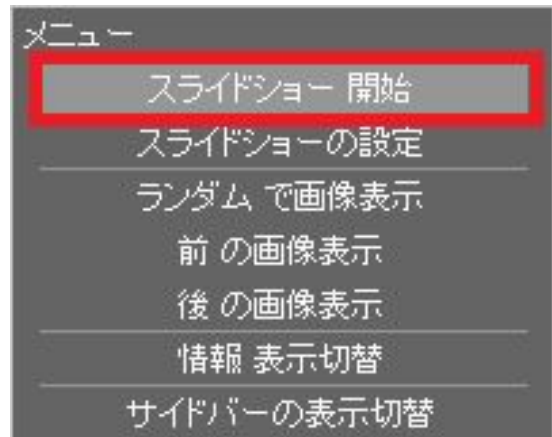 メニュー
スライドショー 開始
スライドショーの設定
ランダム で画像表示
前 の画像表示
後 の画像表示
情報 表示切替
サイドバーの表示切替